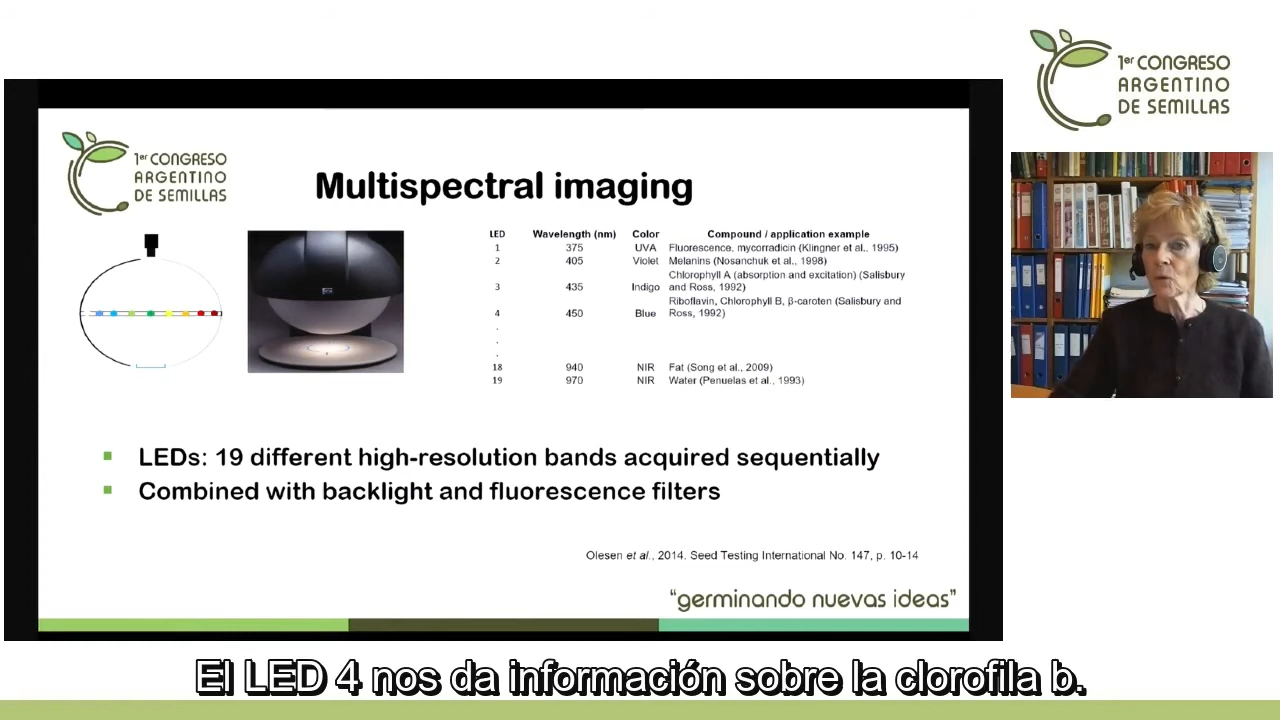 1er CONGRESO
ARGENTINO
DE SEMILLAS
1er CONGRESO
ARGENTINO
DE SEMILLAS
Multispectral imaging
LED Wavelength (nm) Color Compound / application example
1 375 UVA Fluorescence, mycorradicin (Klingner et al., 1995)
2 405 Violet Melanins (Nosanchuk et al., 1998)
Chlorophyll A (absorption and excitation) (Salisbury
3 435 Indigo and Ross, 1992)
Riboflavin, Chlorophyll B, β-caroten (Salisbury and
4 450 Blue Ross, 1992)
.
.
.
18 940 NIR Fat (Song et al., 2009)
19 970 NIR Water (Penuelas et al., 1993)
LEDs: 19 different high-resolution bands acquired sequentially
Combined with backlight and fluorescence filters
Olesen et al., 2014. Seed Testing International No. 147, p. 10-14
"germinando nuevas ideas"
El LED 4 nos da información sobre la clorofila b.